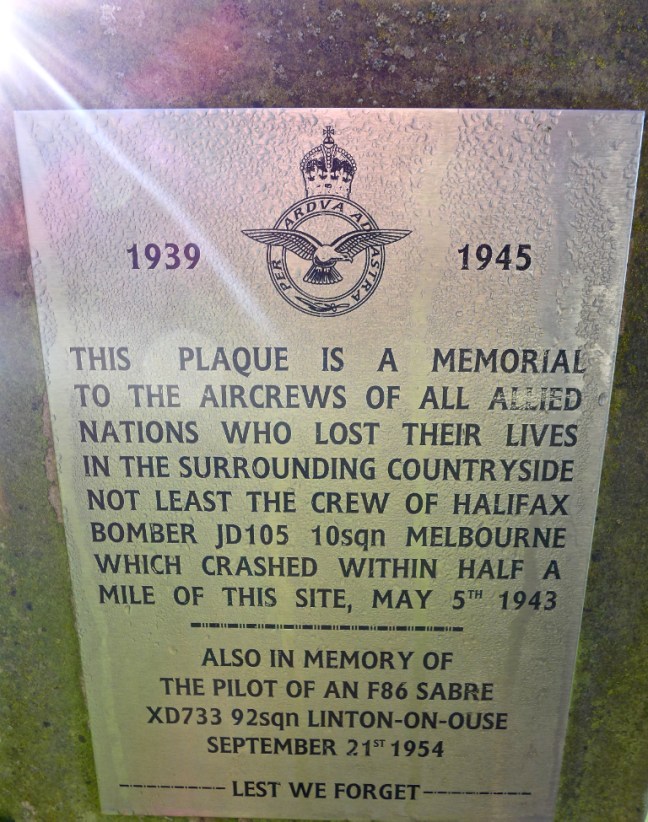 PER ARDVA AD ASTRA
1939 1945
THIS PLAQUE IS A MEMORIAL
TO THE AIRCREWS OF ALL ALLIED
NATIONS WHO LOST THEIR LIVES
IN THE SURROUNDING COUNTRYSIDE
NOT LEAST THE CREW OF HALIFAX
BOMBER JD105 10sqn MELBOURNE
WHICH CRASHED WITHIN HALF A
MILE OF THIS SITE, MAY 5TH 1943
ALSO IN MEMORY OF
THE PILOT OF AN F86 SABRE
XD733 92sqn LINTON-ON-OUSE
SEPTEMBER 21ST 1954
LEST WE FORGET